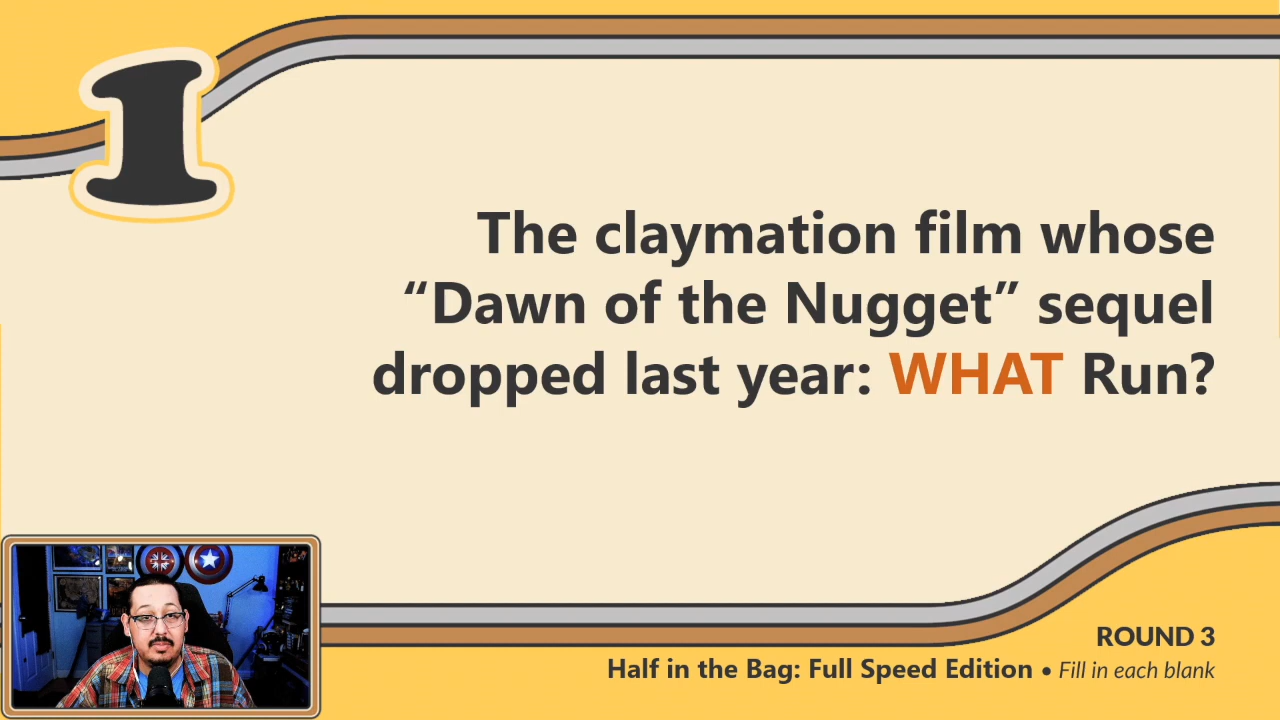 1
The claymation film whose
“Dawn of the Nugget” sequel
dropped last year: WHAT Run?
ROUND 3
Half in the Bag: Full Speed Edition • Fill in each blank